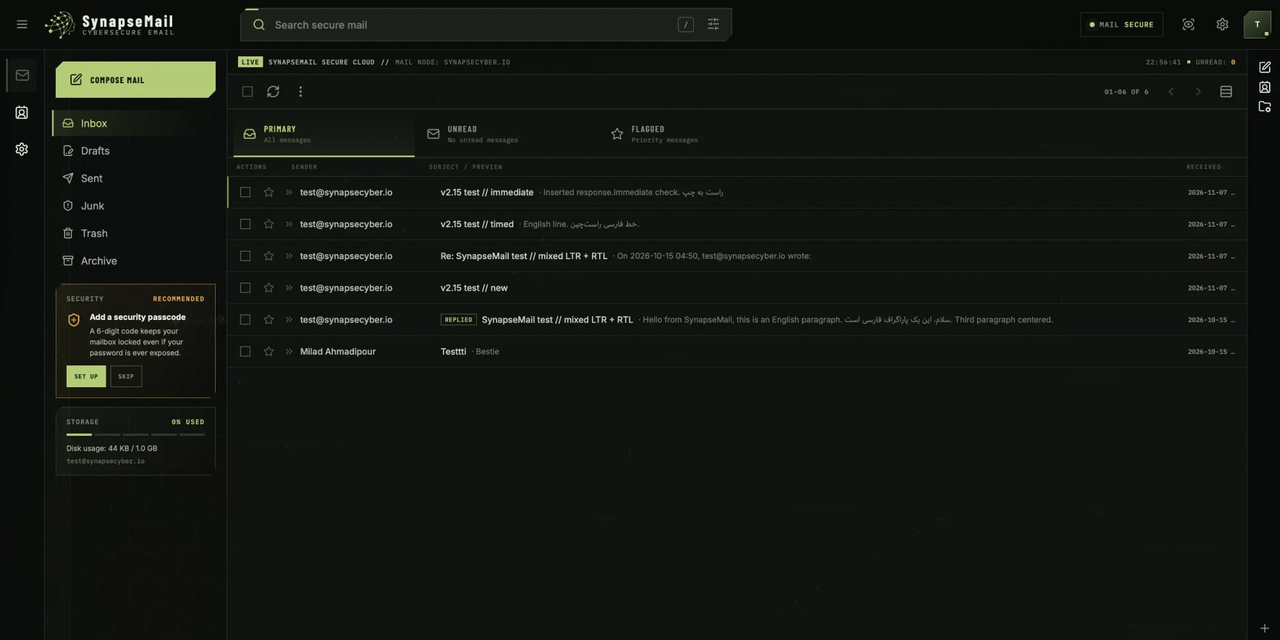 SynapseMail
CYBERSECURE EMAIL
Search secure mail
/
MAIL SECURE
T
COMPOSE MAIL
Inbox
Drafts
Sent
Junk
Trash
Archive
SECURITY RECOMMENDED
Add a security passcode
A 6-digit code keeps your
mailbox locked even if your
password is ever exposed.
SET UP SKIP
STORAGE 0% USED
Disk usage: 44 KB / 1.0 GB
test@synapsecyber.io
LIVE SYNAPSEMAIL SECURE CLOUD // MAIL NODE: SYNAPSECYBER.IO 22:56:41 UNREAD: 0
01–06 OF 6
PRIMARY
All messages
UNREAD
No unread messages
FLAGGED
Priority messages
ACTIONS SENDER SUBJECT / PREVIEW RECEIVED
test@synapsecyber.io v2.15 test // immediate · Inserted response.Immediate check. راست به چپ 2026-11-07 …
test@synapsecyber.io v2.15 test // timed · English line. خط فارسی راست‌چین. 2026-11-07 …
test@synapsecyber.io Re: SynapseMail test // mixed LTR + RTL · On 2026-10-15 04:50, test@synapsecyber.io wrote: 2026-11-07 …
test@synapsecyber.io v2.15 test // new 2026-11-07 …
test@synapsecyber.io REPLIED SynapseMail test // mixed LTR + RTL · Hello from SynapseMail, this is an English paragraph. سلام، این یک پاراگراف فارسی است. Third paragraph centered. 2026-10-15 …
Milad Ahmadipour Testtti · Bestie 2026-10-15 …